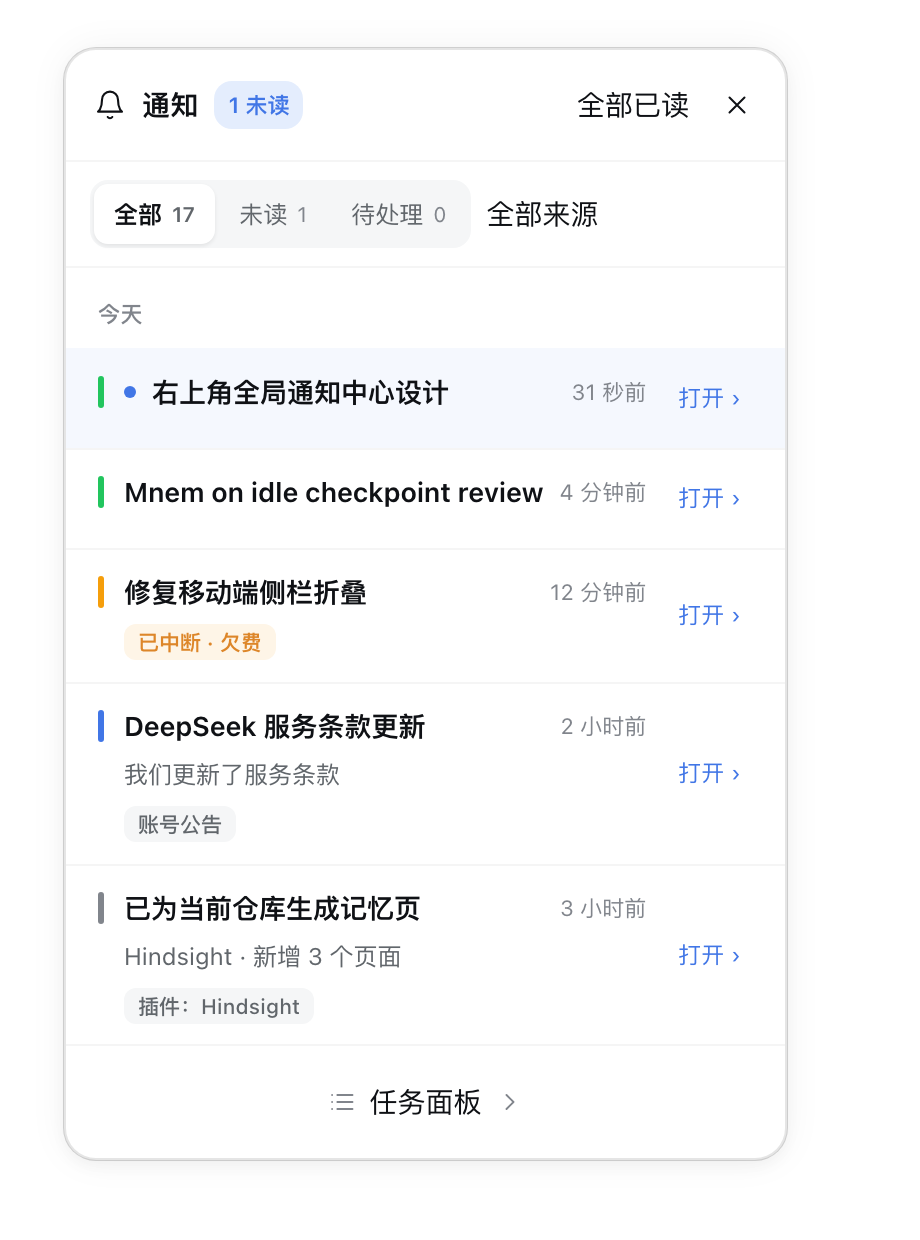 通知 1 未读 全部已读
全部 17 未读 1 待处理 0 全部来源
今天
右上角全局通知中心设计 31 秒前 打开 ›
Mnem on idle checkpoint review 4 分钟前 打开 ›
修复移动端侧栏折叠 12 分钟前 打开 ›
已中断 · 欠费
DeepSeek 服务条款更新 2 小时前
我们更新了服务条款 打开 ›
账号公告
已为当前仓库生成记忆页 3 小时前
Hindsight · 新增 3 个页面 打开 ›
插件：Hindsight
任务面板